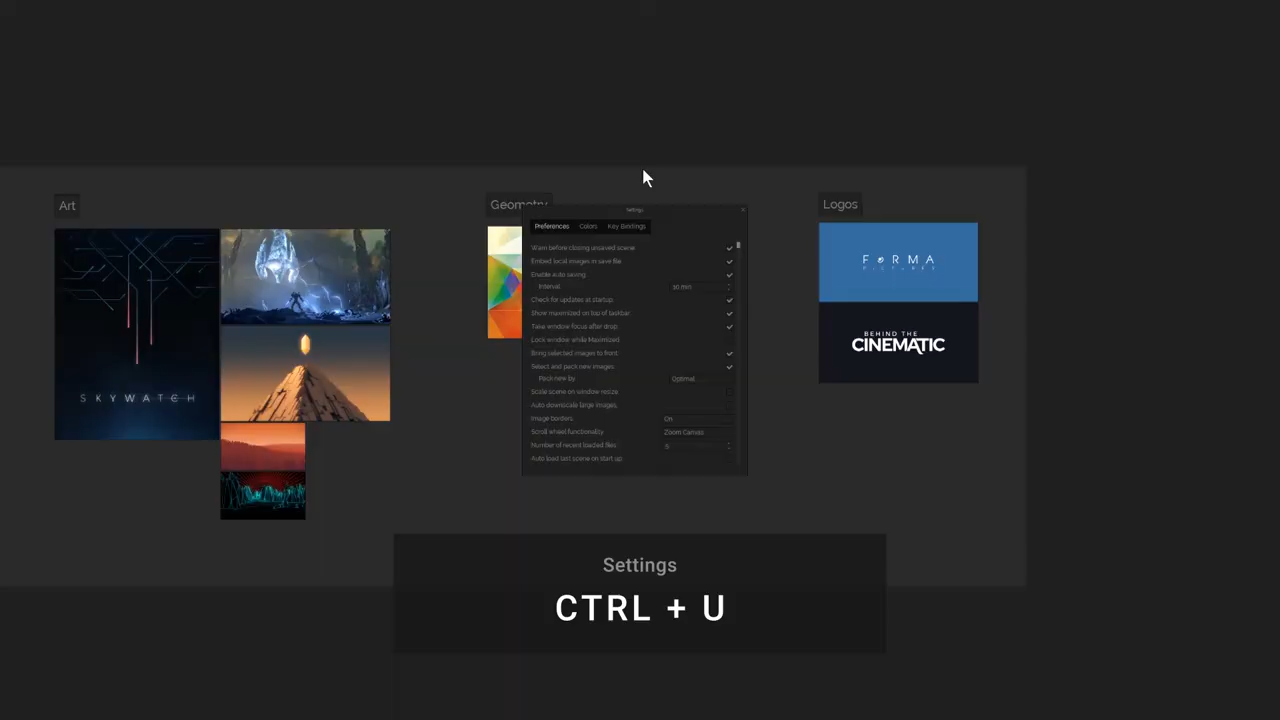 Art
Geometry
Logos
Settings
Preferences Colors Key Bindings
Warn before closing unsaved scene
Embed local images in save file
Enable Auto saving
Interval 10 min
Check for updates at startup
Show maximized on top of taskbar
Take window focus after drop
Lock window while Maximized
Bring selected images to front
Select and pack new images
Pack new by Optimal
Scale scene on window resize
Auto downscale large images
Image borders On
Scroll wheel functionality Zoom Canvas
Number of recent loaded files 5
Auto load last scene on start up
SKYWATCH
FORMA
PICTURES
BEHIND THE
CINEMATIC
Settings
CTRL + U